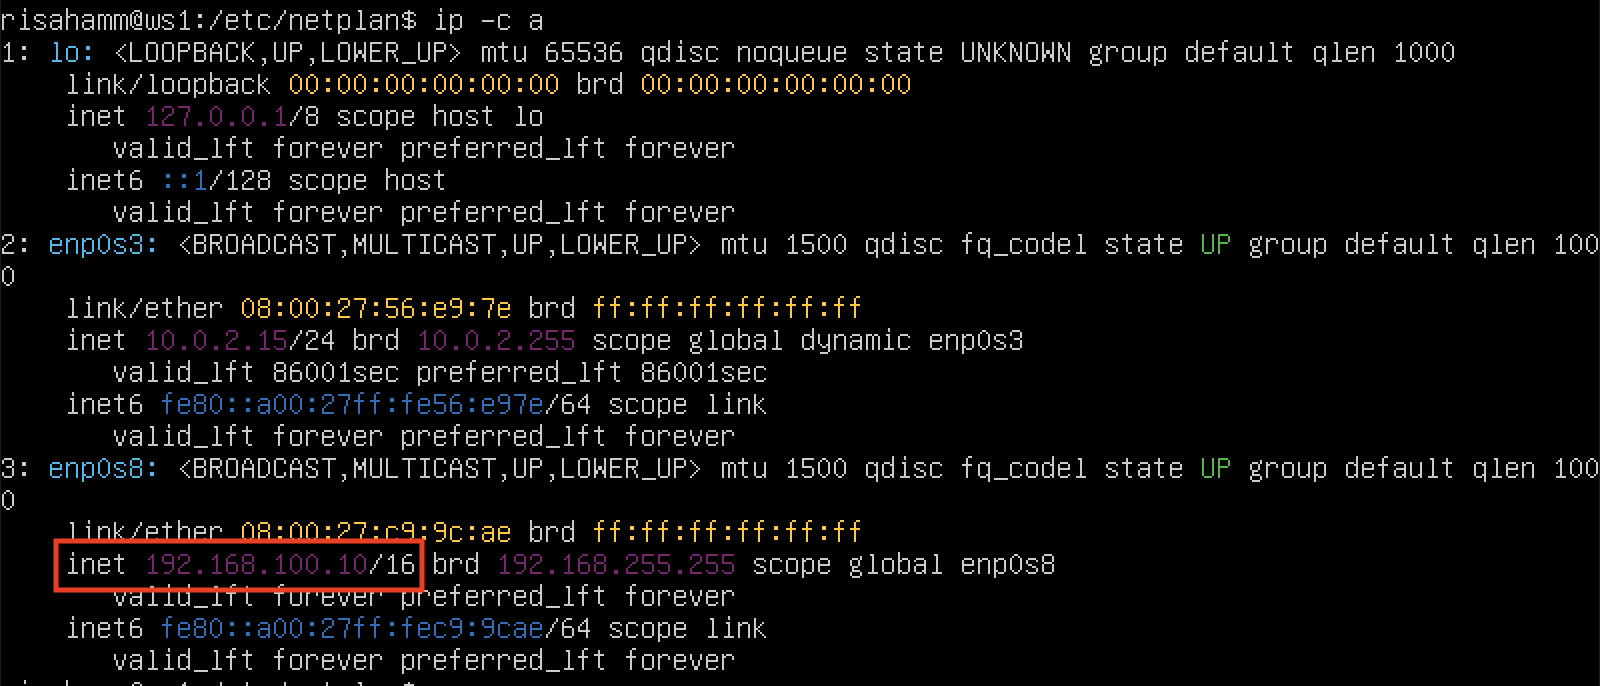 risahamm@ws1:/etc/netplan$ ip -c a
1: lo: <LOOPBACK,UP,LOWER_UP> mtu 65536 qdisc noqueue state UNKNOWN group default qlen 1000
link/loopback 00:00:00:00:00:00 brd 00:00:00:00:00:00
inet 127.0.0.1/8 scope host lo
valid_lft forever preferred_lft forever
inet6 ::1/128 scope host
valid_lft forever preferred_lft forever
2: enp0s3: <BROADCAST,MULTICAST,UP,LOWER_UP> mtu 1500 qdisc fq_codel state UP group default qlen 100
0
link/ether 08:00:27:56:e9:7e brd ff:ff:ff:ff:ff:ff
inet 10.0.2.15/24 brd 10.0.2.255 scope global dynamic enp0s3
valid_lft 86001sec preferred_lft 86001sec
inet6 fe80::a00:27ff:fe56:e97e/64 scope link
valid_lft forever preferred_lft forever
3: enp0s8: <BROADCAST,MULTICAST,UP,LOWER_UP> mtu 1500 qdisc fq_codel state UP group default qlen 100
0
link/ether 08:00:27:c9:9c:ae brd ff:ff:ff:ff:ff:ff
inet 192.168.100.10/16 brd 192.168.255.255 scope global enp0s8
valid_lft forever preferred_lft forever
inet6 fe80::a00:27ff:fec9:9cae/64 scope link
valid_lft forever preferred_lft forever